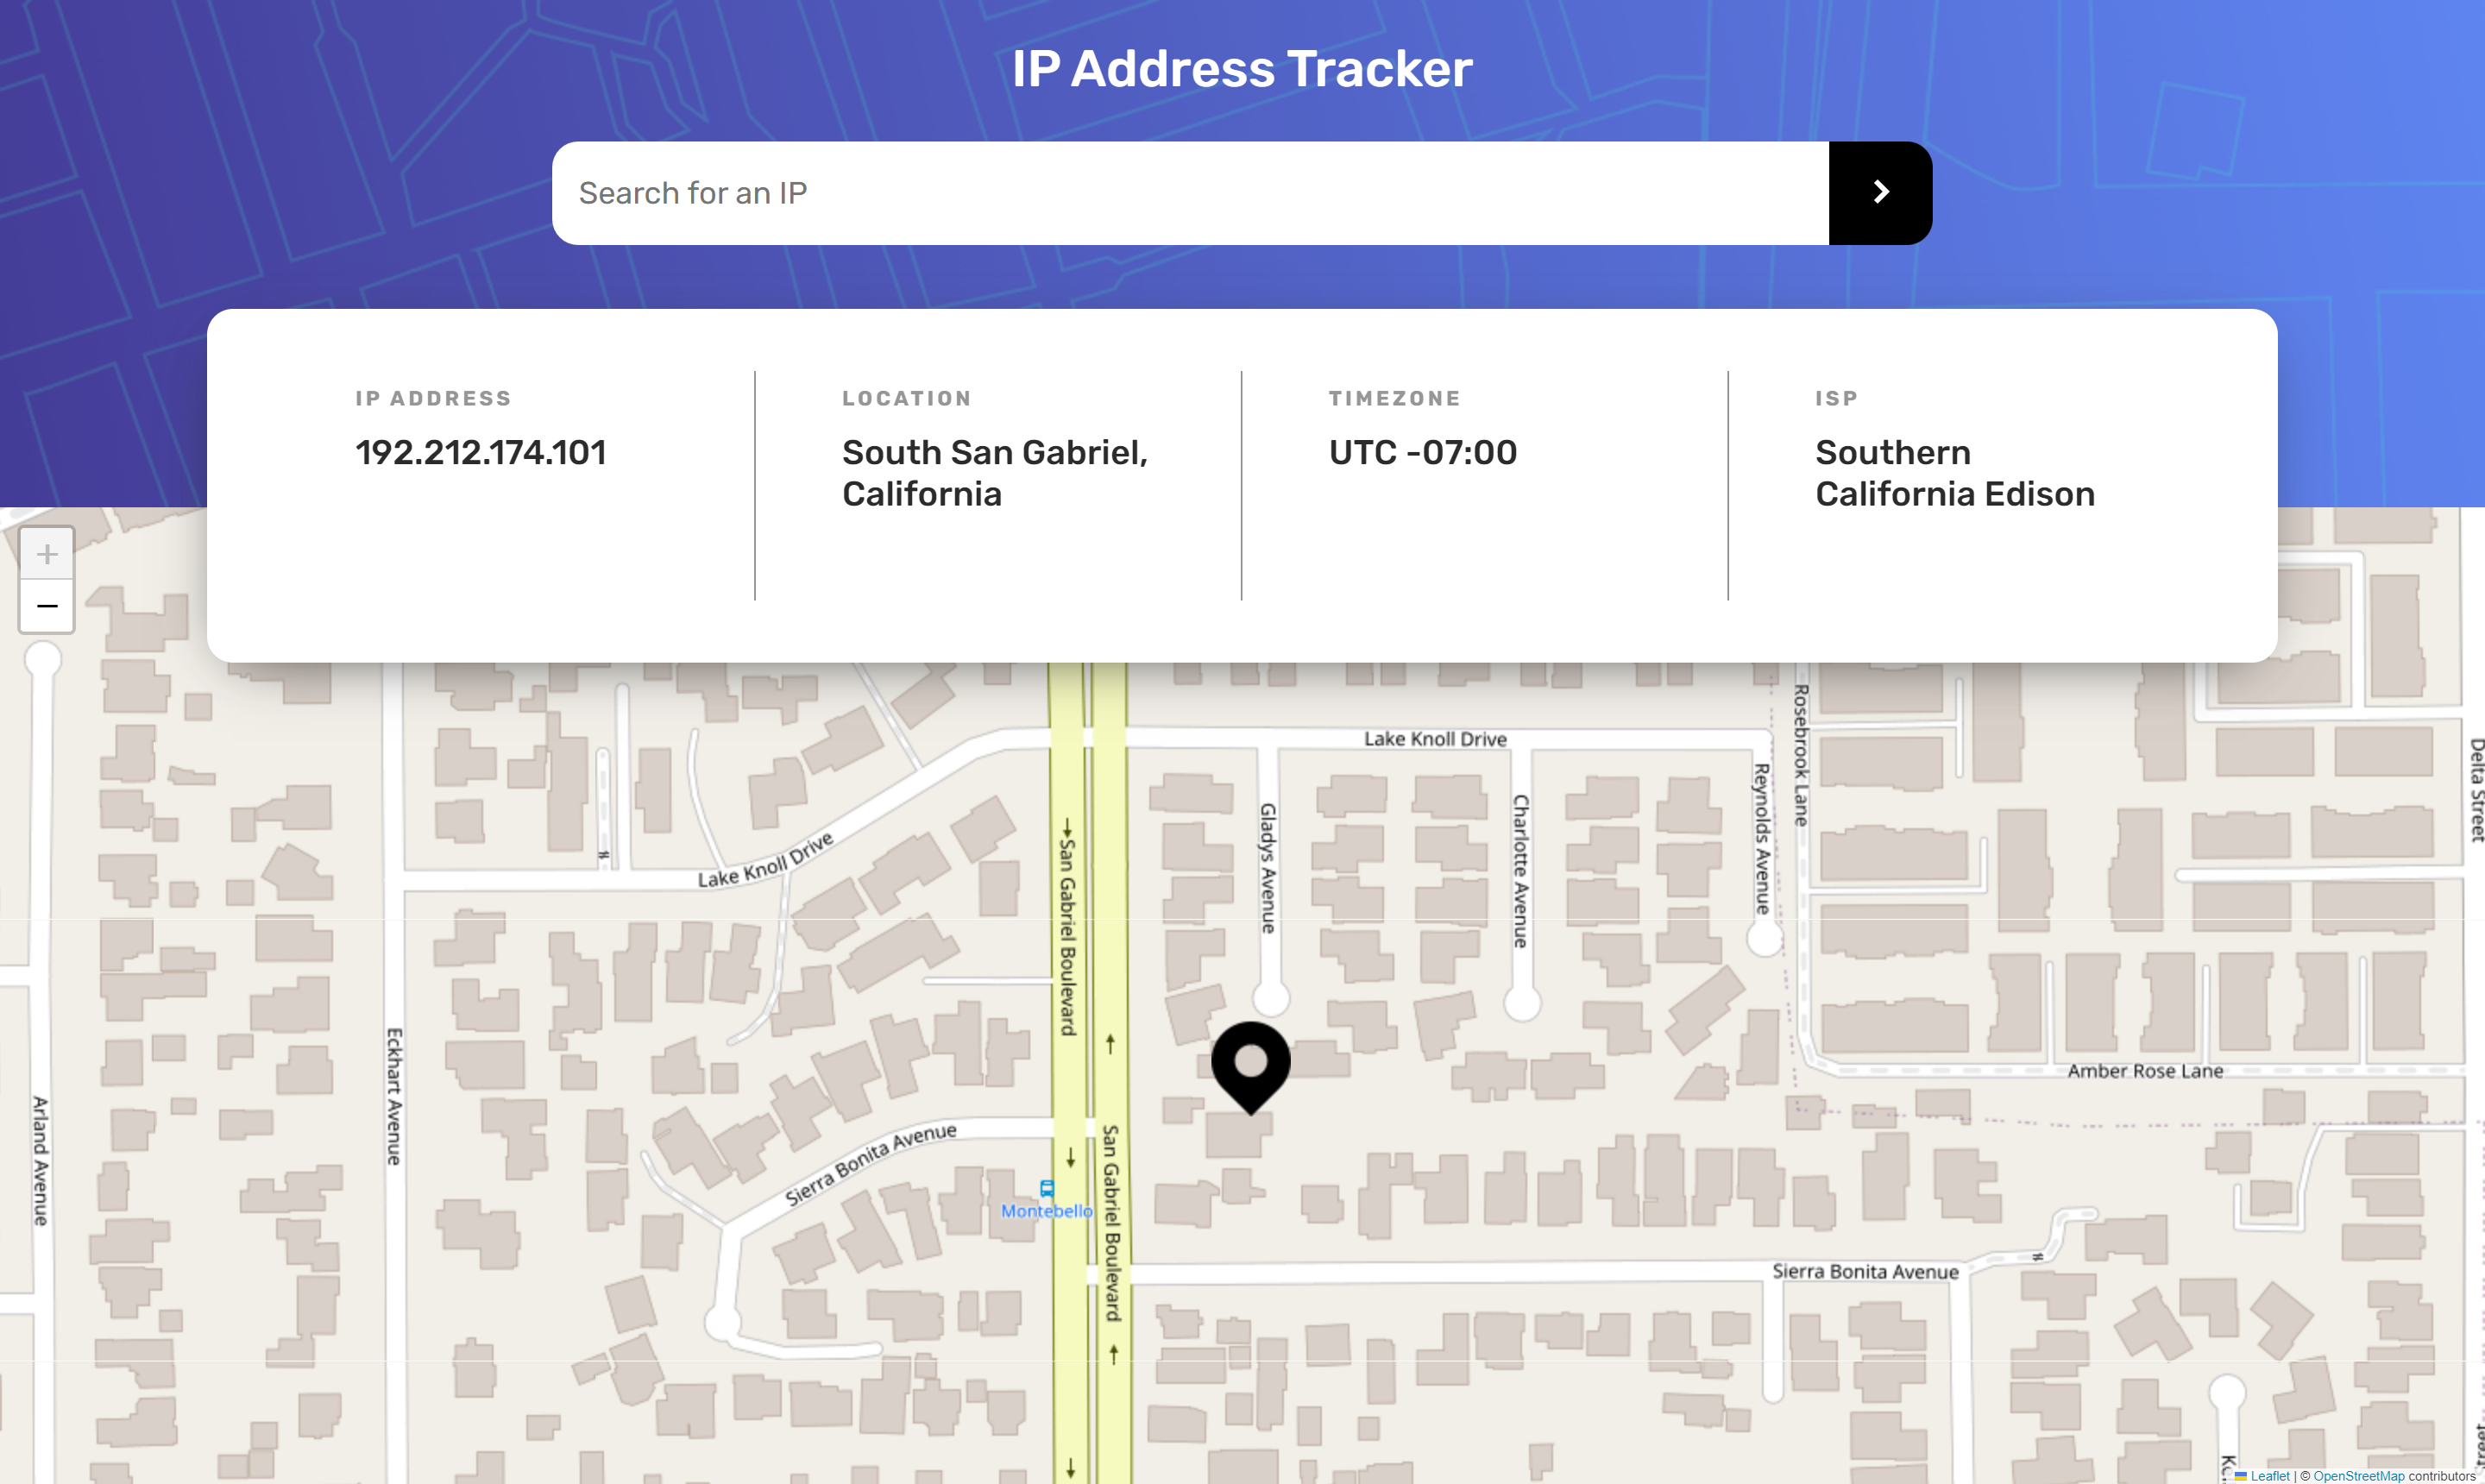 IP Address Tracker
Search for an IP
IP ADDRESS
192.212.174.101
LOCATION
South San Gabriel,
California
TIMEZONE
UTC -07:00
ISP
Southern
California Edison
+
−
Lake Knoll Drive
Rosebrook Lane
Delta Street
Reynolds Avenue
Gladys Avenue
Charlotte Avenue
Lake Knoll Drive
San Gabriel Boulevard
Eckhart Avenue
Arland Avenue
Amber Rose Lane
Sierra Bonita Avenue
San Gabriel Boulevard
Montebello
Sierra Bonita Avenue
Leaflet | © OpenStreetMap contributors